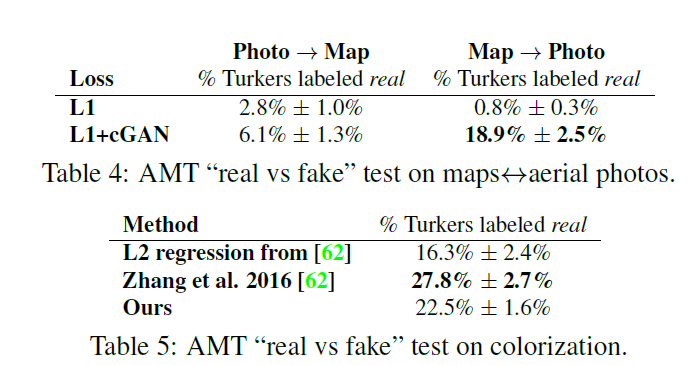 Photo → Map Map → Photo
Loss % Turkers labeled real % Turkers labeled real
L1 2.8% ± 1.0% 0.8% ± 0.3%
L1+cGAN 6.1% ± 1.3% 18.9% ± 2.5%
Table 4: AMT “real vs fake” test on maps↔aerial photos.
Method % Turkers labeled real
L2 regression from [62] 16.3% ± 2.4%
Zhang et al. 2016 [62] 27.8% ± 2.7%
Ours 22.5% ± 1.6%
Table 5: AMT “real vs fake” test on colorization.